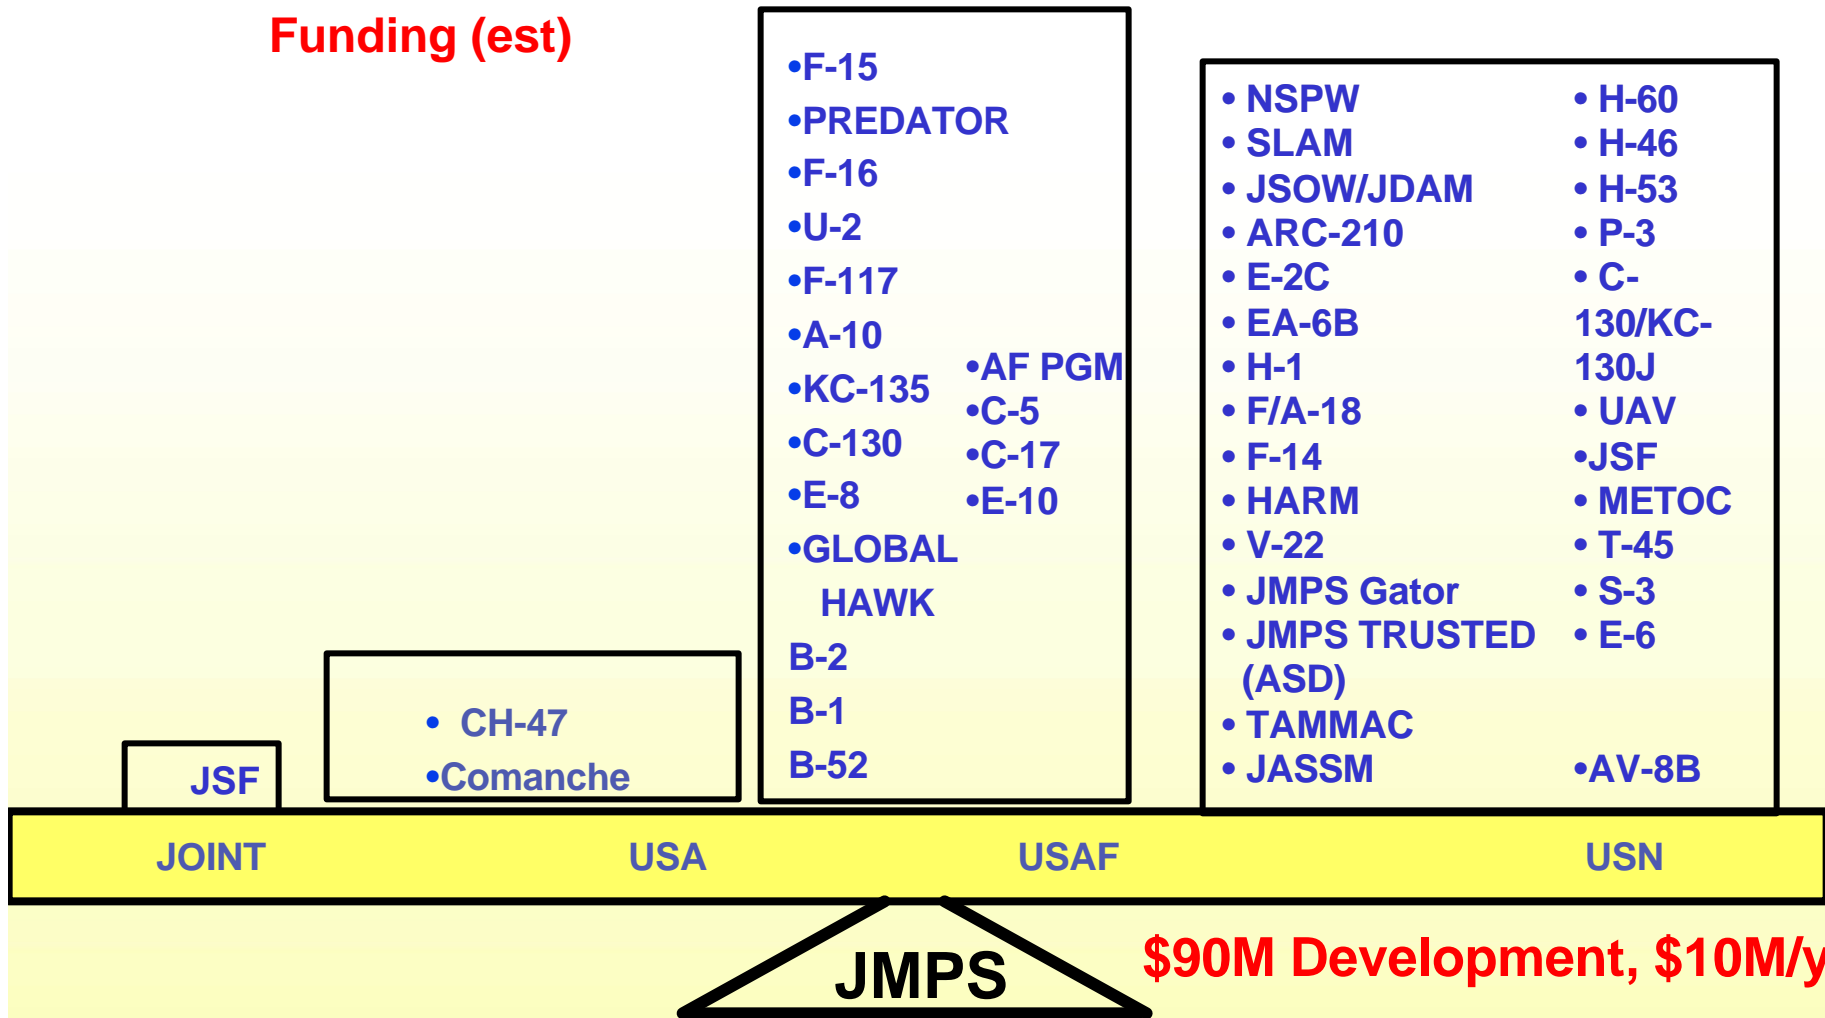 Funding (est)
JSF
• CH-47
•Comanche
•F-15
•PREDATOR
•F-16
•U-2
•F-117
•A-10
•KC-135
•C-130
•E-8
•GLOBAL
HAWK
B-2
B-1
B-52
•AF PGM
•C-5
•C-17
•E-10
• NSPW
• SLAM
• JSOW/JDAM
• ARC-210
• E-2C
• EA-6B
• H-1
• F/A-18
• F-14
• HARM
• V-22
• JMPS Gator
• JMPS TRUSTED
(ASD)
• TAMMAC
• JASSM
• H-60
• H-46
• H-53
• P-3
• C-
130/KC-
130J
• UAV
•JSF
• METOC
• T-45
• S-3
• E-6
•AV-8B
JOINT USA USAF USN
JMPS
$90M Development, $10M/y